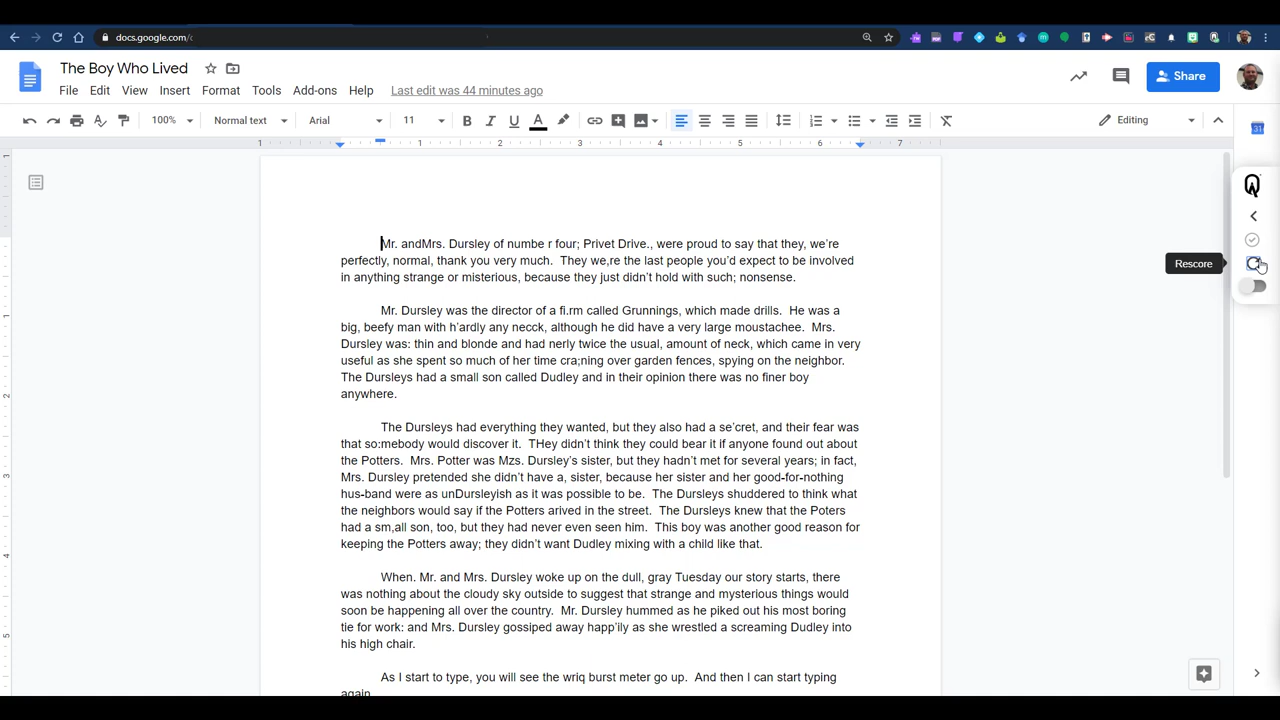 docs.google.com/
The Boy Who Lived
File Edit View Insert Format Tools Add-ons Help Last edit was 44 minutes ago
Share
100% Normal text Arial 11 B I U A Editing
1 1 2 3 4 5 6 7
Mr. andMrs. Dursley of numbe r four; Privet Drive., were proud to say that they, we're
perfectly, normal, thank you very much. They we,re the last people you'd expect to be involved
in anything strange or misterious, because they just didn't hold with such; nonsense.
Rescore
Mr. Dursley was the director of a fi.rm called Grunnings, which made drills. He was a
big, beefy man with h'ardly any necck, although he did have a very large moustachee. Mrs.
Dursley was: thin and blonde and had nerly twice the usual, amount of neck, which came in very
useful as she spent so much of her time cra;ning over garden fences, spying on the neighbor.
The Dursleys had a small son called Dudley and in their opinion there was no finer boy
anywhere.
The Dursleys had everything they wanted, but they also had a se'cret, and their fear was
that so:mebody would discover it. THey didn't think they could bear it if anyone found out about
the Potters. Mrs. Potter was Mzs. Dursley's sister, but they hadn't met for several years; in fact,
Mrs. Dursley pretended she didn't have a, sister, because her sister and her good-for-nothing
hus-band were as unDursleyish as it was possible to be. The Dursleys shuddered to think what
the neighbors would say if the Potters arived in the street. The Dursleys knew that the Poters
had a sm,all son, too, but they had never even seen him. This boy was another good reason for
keeping the Potters away; they didn't want Dudley mixing with a child like that.
When. Mr. and Mrs. Dursley woke up on the dull, gray Tuesday our story starts, there
was nothing about the cloudy sky outside to suggest that strange and mysterious things would
soon be happening all over the country. Mr. Dursley hummed as he piked out his most boring
tie for work: and Mrs. Dursley gossiped away happ'ily as she wrestled a screaming Dudley into
his high chair.
As I start to type, you will see the wriq burst meter go up. And then I can start typing
again.